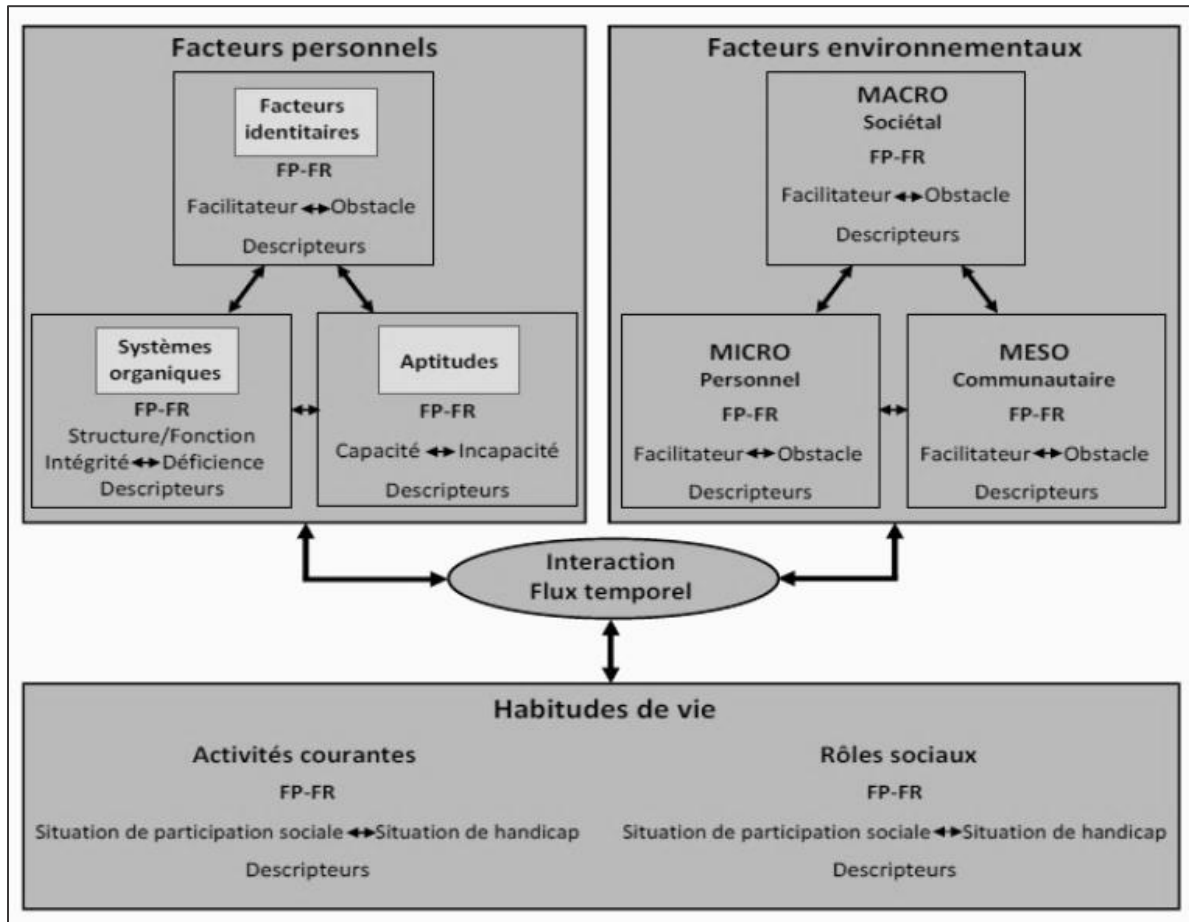 Facteurs personnels
Facteurs
identitaires
FP-FR
Facilitateur Obstacle
Descripteurs
Systèmes
organiques
FP-FR
Structure/Fonction
Intégrité Déficience
Descripteurs
Aptitudes
FP-FR
Capacité Incapacité
Descripteurs
Facteurs environnementaux
MACRO
Sociétal
FP-FR
Facilitateur Obstacle
Descripteurs
MICRO
Personnel
FP-FR
Facilitateur Obstacle
Descripteurs
MESO
Communautaire
FP-FR
Facilitateur Obstacle
Descripteurs
Interaction
Flux temporel
Habitudes de vie
Activités courantes
FP-FR
Situation de participation sociale Situation de handicap
Descripteurs
Rôles sociaux
FP-FR
Situation de participation sociale Situation de handicap
Descripteurs